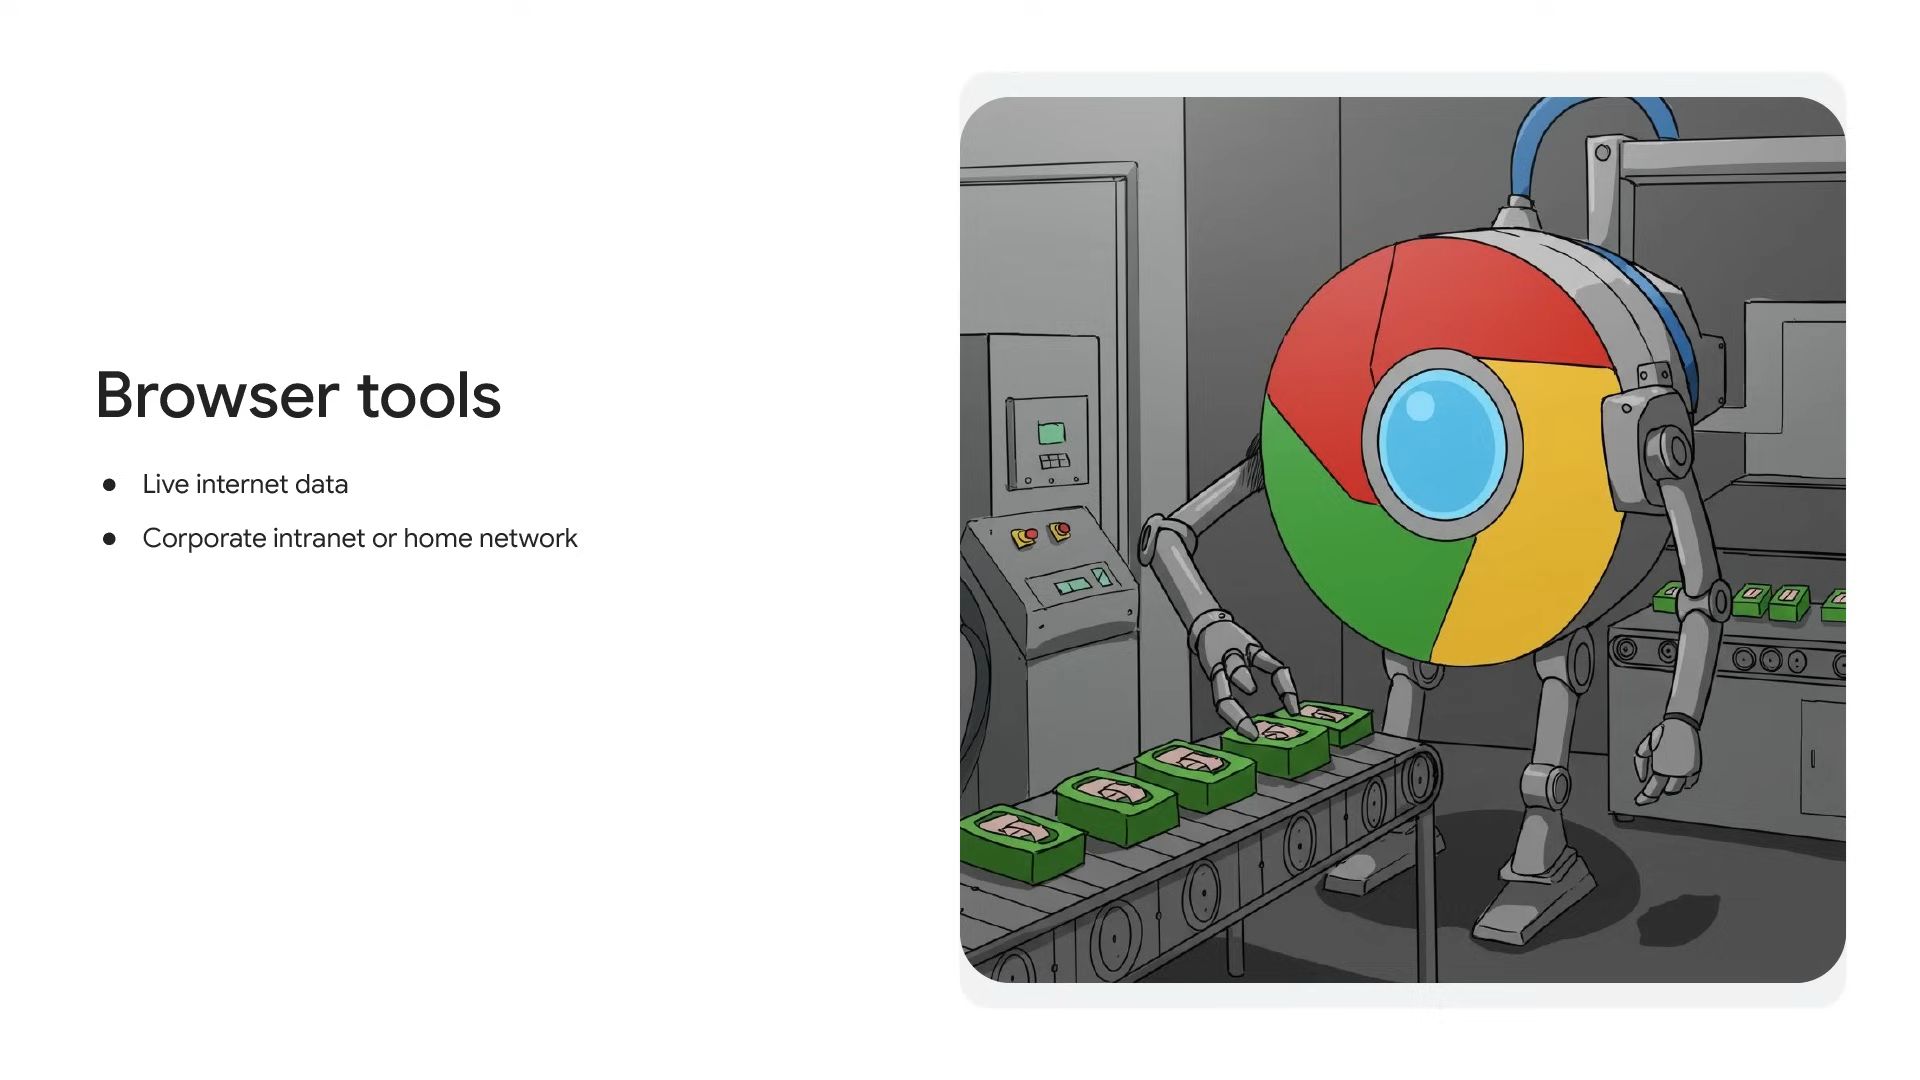 Browser tools
● Live internet data
● Corporate intranet or home network